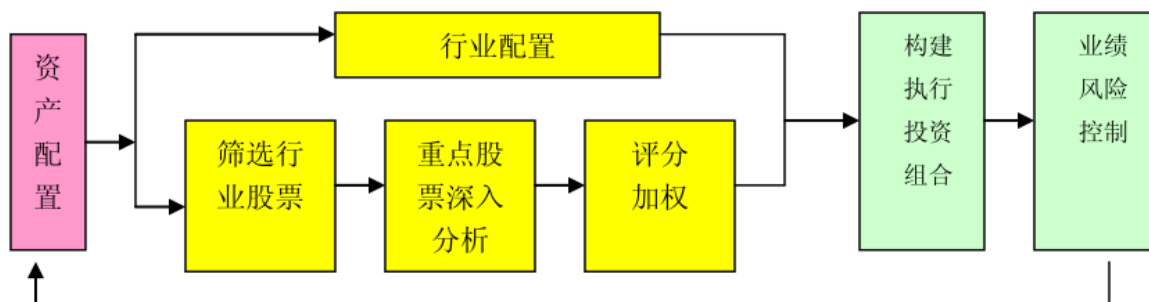 资
产
配
置
行业配置
筛选行
业股票
重点股
票深入
分析
评分
加权
构建
执行
投资
组合
业绩
风险
控制